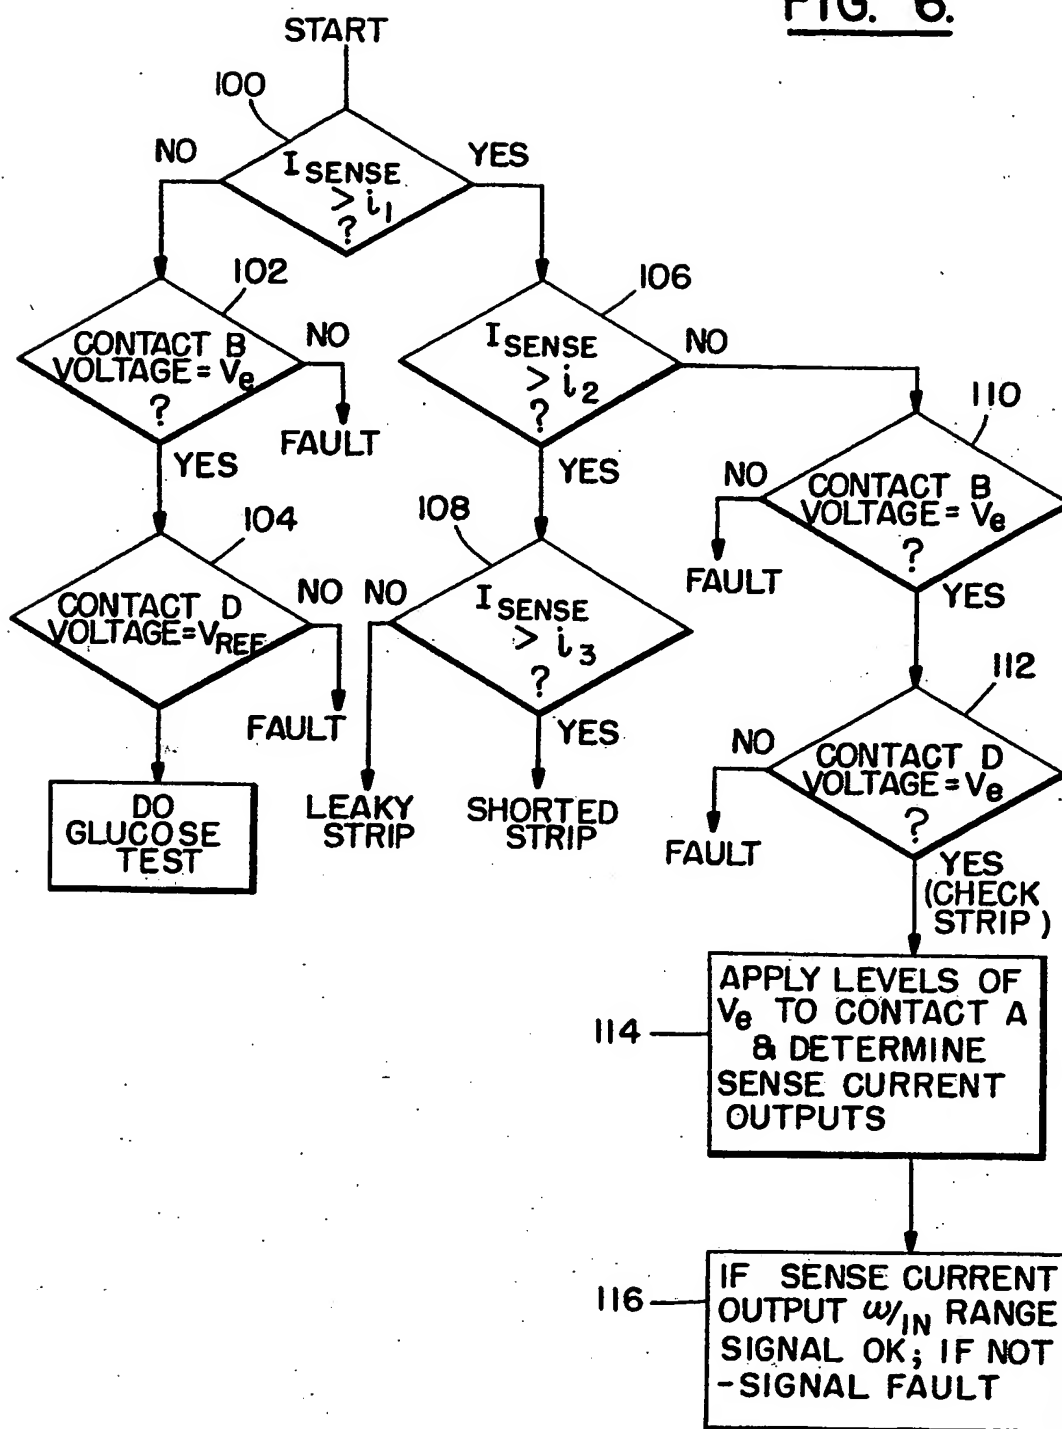 FIG. 6.
START
100
NO
YES
I SENSE
> i1
?
102
106
CONTACT B
VOLTAGE = Ve
?
NO
FAULT
YES
I SENSE
> i2
?
NO
YES
110
NO
CONTACT B
VOLTAGE = Ve
?
FAULT
YES
104
CONTACT D
VOLTAGE=VREF
NO
FAULT
108
NO
I SENSE
> i3
?
YES
112
NO
CONTACT D
VOLTAGE=Ve
?
FAULT
YES
(CHECK
STRIP)
DO
GLUCOSE
TEST
LEAKY
STRIP
SHORTED
STRIP
114
APPLY LEVELS OF
Ve TO CONTACT A
& DETERMINE
SENSE CURRENT
OUTPUTS
116
IF SENSE CURRENT
OUTPUT w/IN RANGE
SIGNAL OK; IF NOT
-SIGNAL FAULT